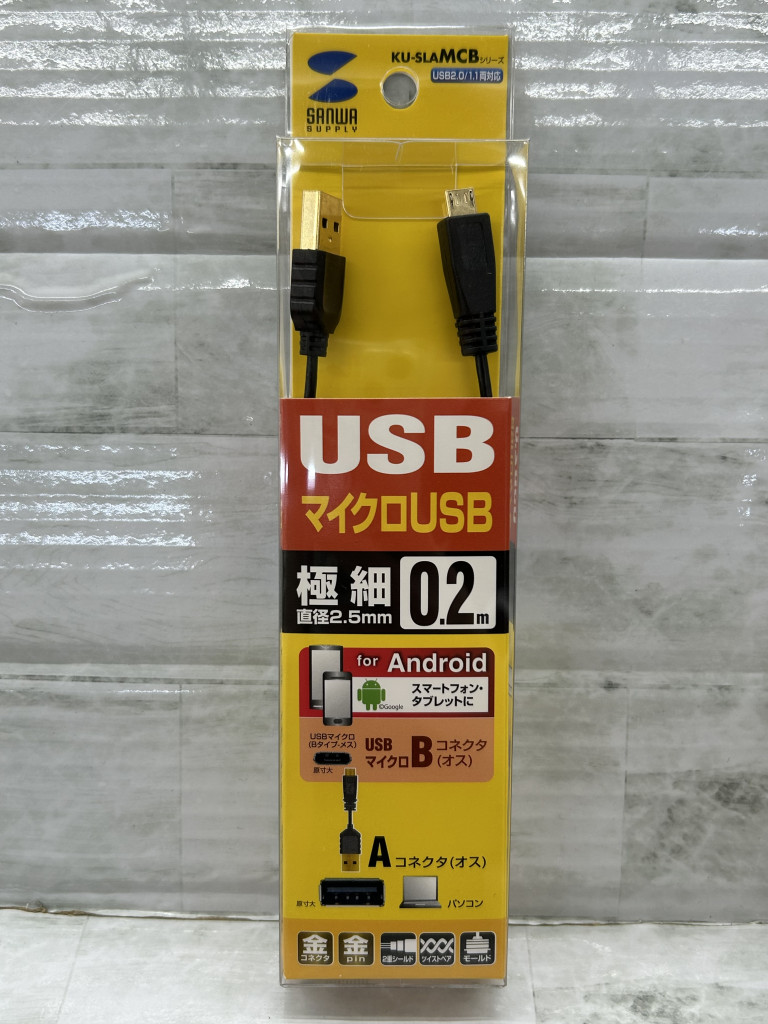 KU-SLAMCBシリーズ
USB2.0/1.1両対応
SANWA
SUPPLY
USB
マイクロUSB
極細
直径2.5mm
0.2m
for Android
©Google
スマートフォン・
タブレットに
USBマイクロ
(Bタイプ-メス)
原寸大
USB
マイクロBコネクタ
(オス)
Aコネクタ(オス)
原寸大
パソコン
金
コネクタ
金
pin
2重シールド
ツイストペア
モールド